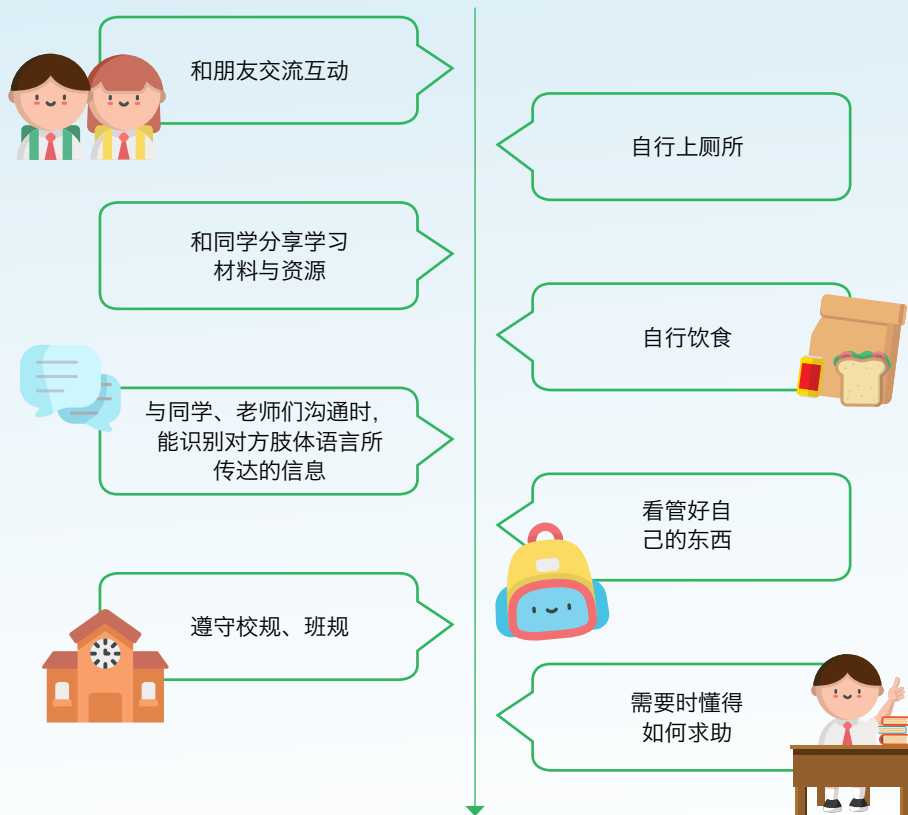 和朋友交流互动
自行上厕所
和同学分享学习
材料与资源
自行饮食
与同学、老师们沟通时,
能识别对方肢体语言所
传达的信息
看管好自
己的东西
遵守校规、班规
需要时懂得
如何求助